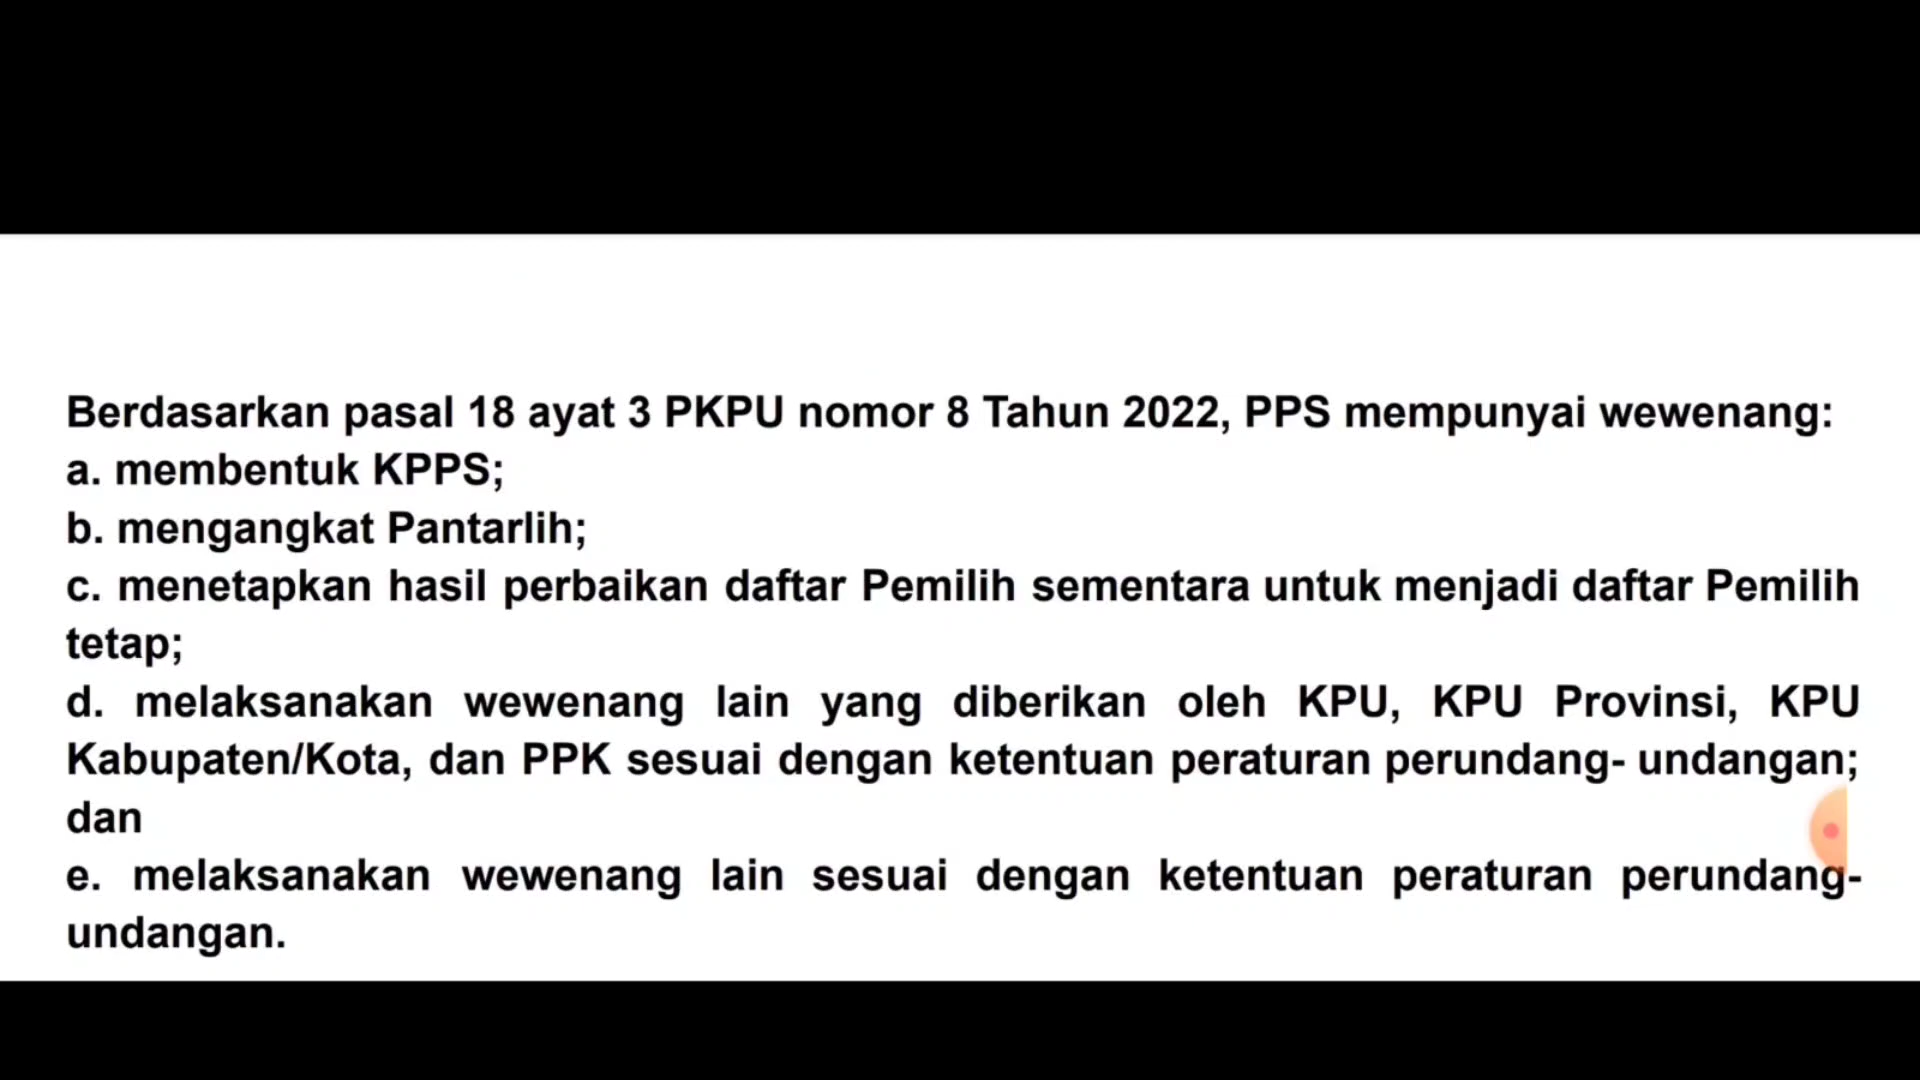 Berdasarkan pasal 18 ayat 3 PKPU nomor 8 Tahun 2022, PPS mempunyai wewenang:
a. membentuk KPPS;
b. mengangkat Pantarlih;
c. menetapkan hasil perbaikan daftar Pemilih sementara untuk menjadi daftar Pemilih
tetap;
d. melaksanakan wewenang lain yang diberikan oleh KPU, KPU Provinsi, KPU
Kabupaten/Kota, dan PPK sesuai dengan ketentuan peraturan perundang- undangan;
dan
e. melaksanakan wewenang lain sesuai dengan ketentuan peraturan perundang-
undangan.